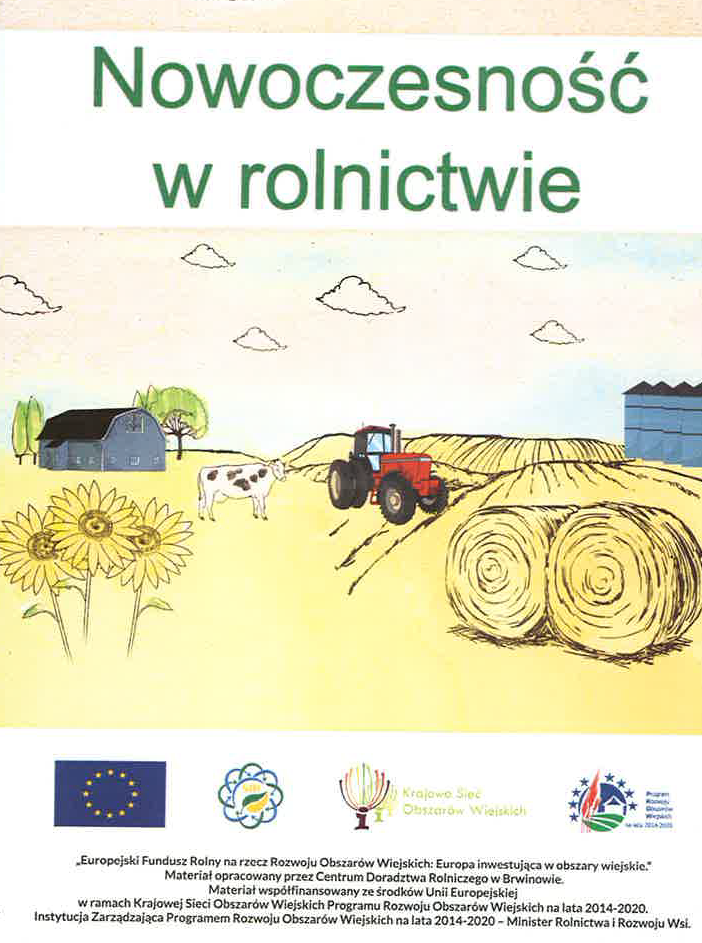 Nowoczesność
w rolnictwie
SIR
Krajowa Sieć
Obszarów Wiejskich
Program
Rozwoju
Obszarów
Wiejskich
na lata 2014-2020
„Europejski Fundusz Rolny na rzecz Rozwoju Obszarów Wiejskich: Europa inwestująca w obszary wiejskie."
Materiał opracowany przez Centrum Doradztwa Rolniczego w Brwinowie.
Materiał współfinansowany ze środków Unii Europejskiej
w ramach Krajowej Sieci Obszarów Wiejskich Programu Rozwoju Obszarów Wiejskich na lata 2014-2020.
Instytucja Zarządzająca Programem Rozwoju Obszarów Wiejskich na lata 2014-2020 – Minister Rolnictwa i Rozwoju Wsi.